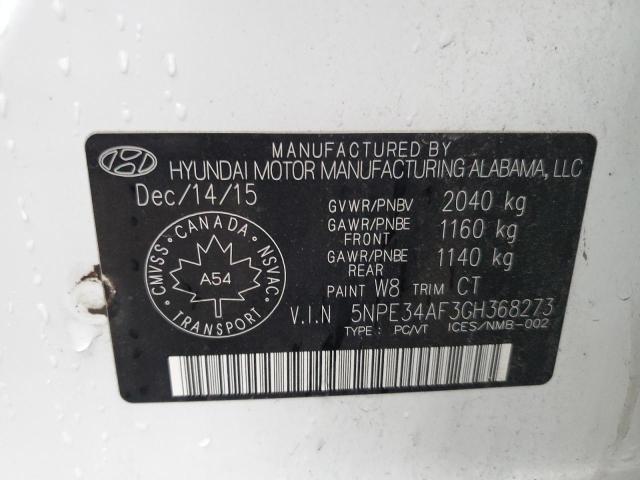 MANUFACTURED BY
HYUNDAI MOTOR MANUFACTURING ALABAMA, LLC
Dec/14/15
GVWR/PNBV 2040 kg
GAWR/PNBE FRONT 1160 kg
GAWR/PNBE REAR 1140 kg
PAINT W8 TRIM CT
CANADA
CMVSS NSVAC
A54
TRANSPORT
V.I.N 5NPE34AF3GH368273
TYPE : PC/VT ICES/NMB-002